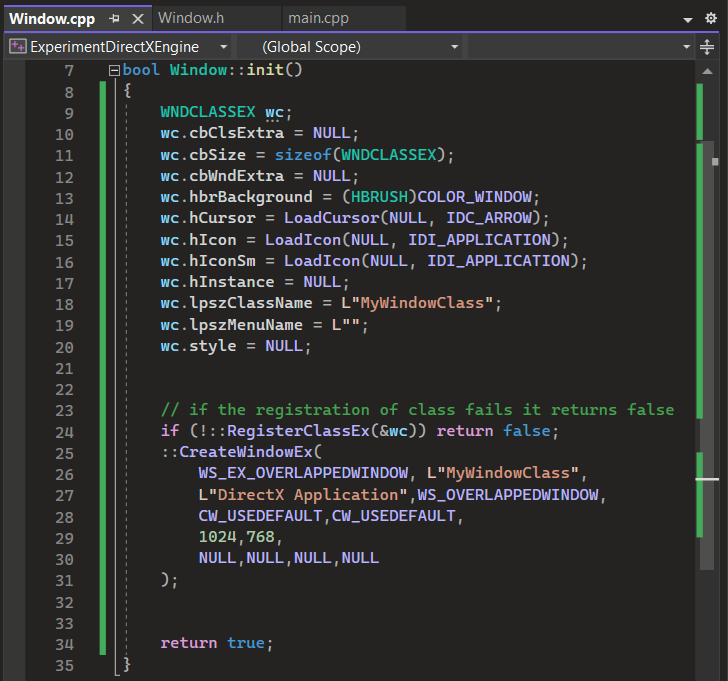 Window.cpp Window.h main.cpp
ExperimentDirectXEngine (Global Scope)
7 bool Window::init()
8 {
9 WNDCLASSEX wc;
10 wc.cbClsExtra = NULL;
11 wc.cbSize = sizeof(WNDCLASSEX);
12 wc.cbWndExtra = NULL;
13 wc.hbrBackground = (HBRUSH)COLOR_WINDOW;
14 wc.hCursor = LoadCursor(NULL, IDC_ARROW);
15 wc.hIcon = LoadIcon(NULL, IDI_APPLICATION);
16 wc.hIconSm = LoadIcon(NULL, IDI_APPLICATION);
17 wc.hInstance = NULL;
18 wc.lpszClassName = L"MyWindowClass";
19 wc.lpszMenuName = L"";
20 wc.style = NULL;
21
22
23 // if the registration of class fails it returns false
24 if (!::RegisterClassEx(&wc)) return false;
25 ::CreateWindowEx(
26 WS_EX_OVERLAPPEDWINDOW, L"MyWindowClass",
27 L"DirectX Application",WS_OVERLAPPEDWINDOW,
28 CW_USEDEFAULT,CW_USEDEFAULT,
29 1024,768,
30 NULL,NULL,NULL,NULL
31 );
32
33
34 return true;
35 }